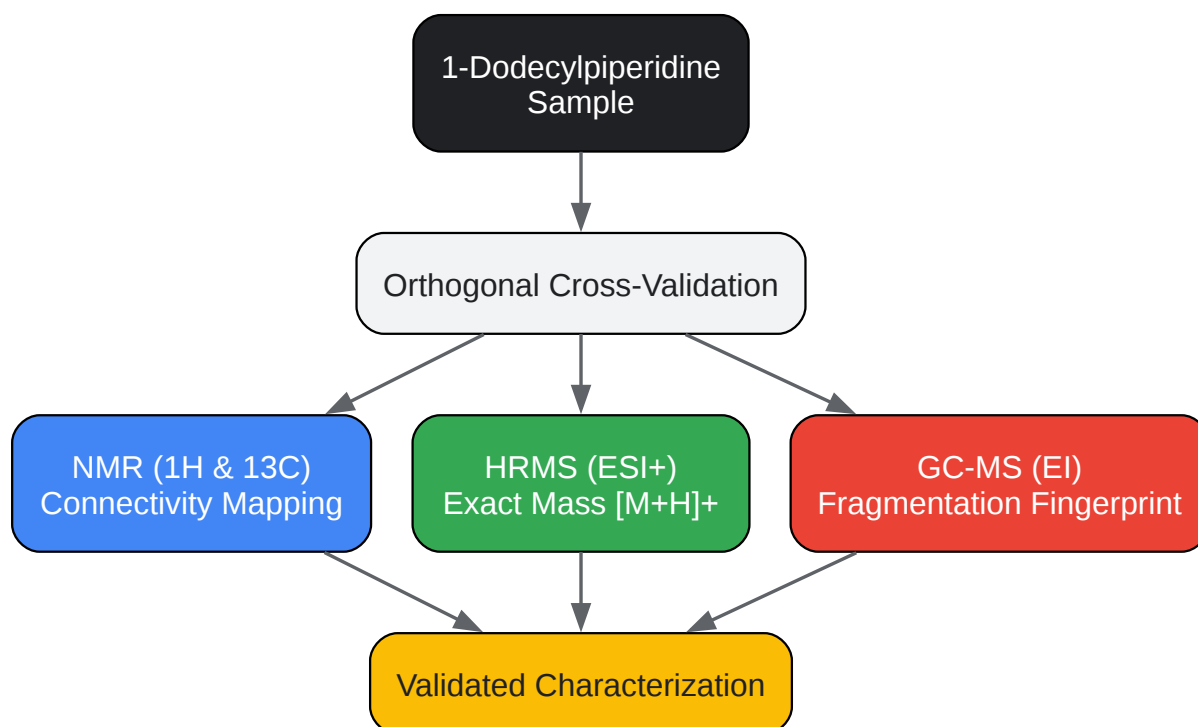 1-Dodecylpiperidine
Sample
Orthogonal Cross-Validation
NMR (1H & 13C)
Connectivity Mapping
HRMS (ESI+)
Exact Mass [M+H]+
GC-MS (EI)
Fragmentation Fingerprint
Validated Characterization